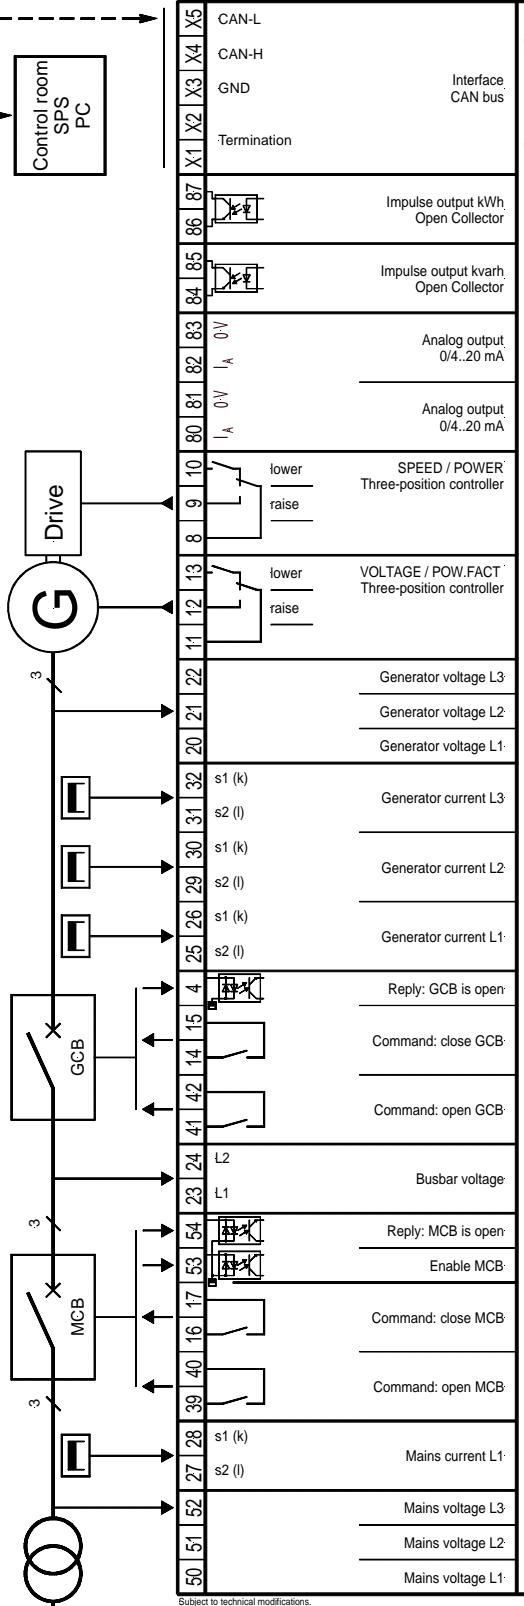 X5 CAN-L
X4 CAN-H
X3 GND
X2
X1 Termination
Interface
CAN bus
Control room
SPS
PC
87
86
Impulse output kWh
Open Collector
85
84
Impulse output kvarh
Open Collector
83 0 V
82 IA
Analog output
0/4..20 mA
81 0 V
80 IA
Analog output
0/4..20 mA
10 lower
9 raise
8
SPEED / POWER
Three-position controller
Drive
13 lower
12 raise
11
VOLTAGE / POW.FACT
Three-position controller
G
3
22 Generator voltage L3
21 Generator voltage L2
20 Generator voltage L1
32 s1 (k)
31 s2 (l)
Generator current L3
30 s1 (k)
29 s2 (l)
Generator current L2
26 s1 (k)
25 s2 (l)
Generator current L1
4 Reply: GCB is open
15
14
Command: close GCB
GCB
42
41
Command: open GCB
24 L2
23 L1
Busbar voltage
3
54 Reply: MCB is open
53 Enable MCB
17
16
Command: close MCB
MCB
40
39
Command: open MCB
3
28 s1 (k)
27 s2 (l)
Mains current L1
52 Mains voltage L3
51 Mains voltage L2
50 Mains voltage L1
Subject to technical modifications.